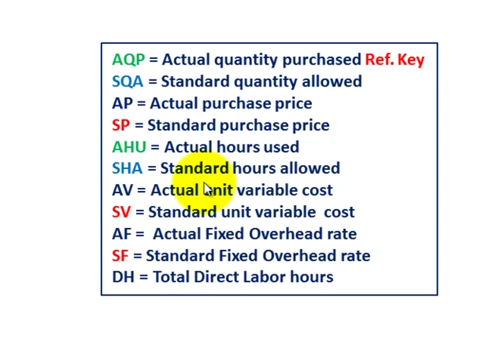 AQP = Actual quantity purchased Ref. Key
SQA = Standard quantity allowed
AP = Actual purchase price
SP = Standard purchase price
AHU = Actual hours used
SHA = Standard hours allowed
AV = Actual unit variable cost
SV = Standard unit variable cost
AF = Actual Fixed Overhead rate
SF = Standard Fixed Overhead rate
DH = Total Direct Labor hours